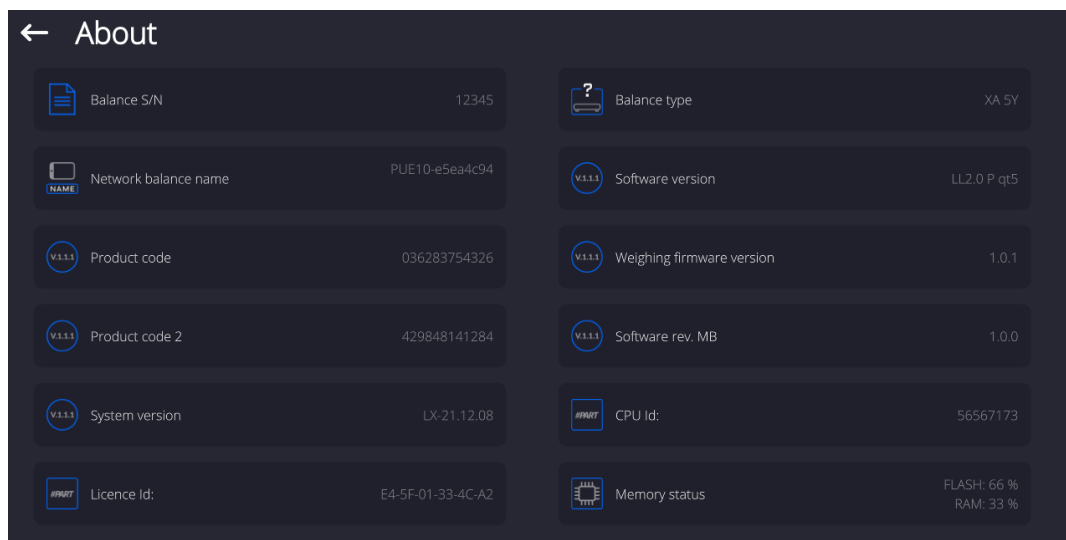 About
Balance S/N 12345
? Balance type XA 5Y
NAME Network balance name PUE10-e5ea4c94
V.1.1.1 Software version LL2.0 P qt5
V.1.1.1 Product code 036283754326
V.1.1.1 Weighing firmware version 1.0.1
V.1.1.1 Product code 2 429848141284
V.1.1.1 Software rev. MB 1.0.0
V.1.1.1 System version LX-21.12.08
#PART CPU Id: 56567173
#PART Licence Id: E4-5F-01-33-4C-A2
Memory status FLASH: 66 %
RAM: 33 %